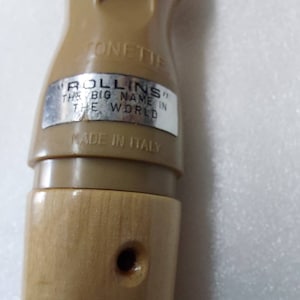 "ROLLINS"
THE BIG NAME IN
THE WORLD
MADE IN ITALY